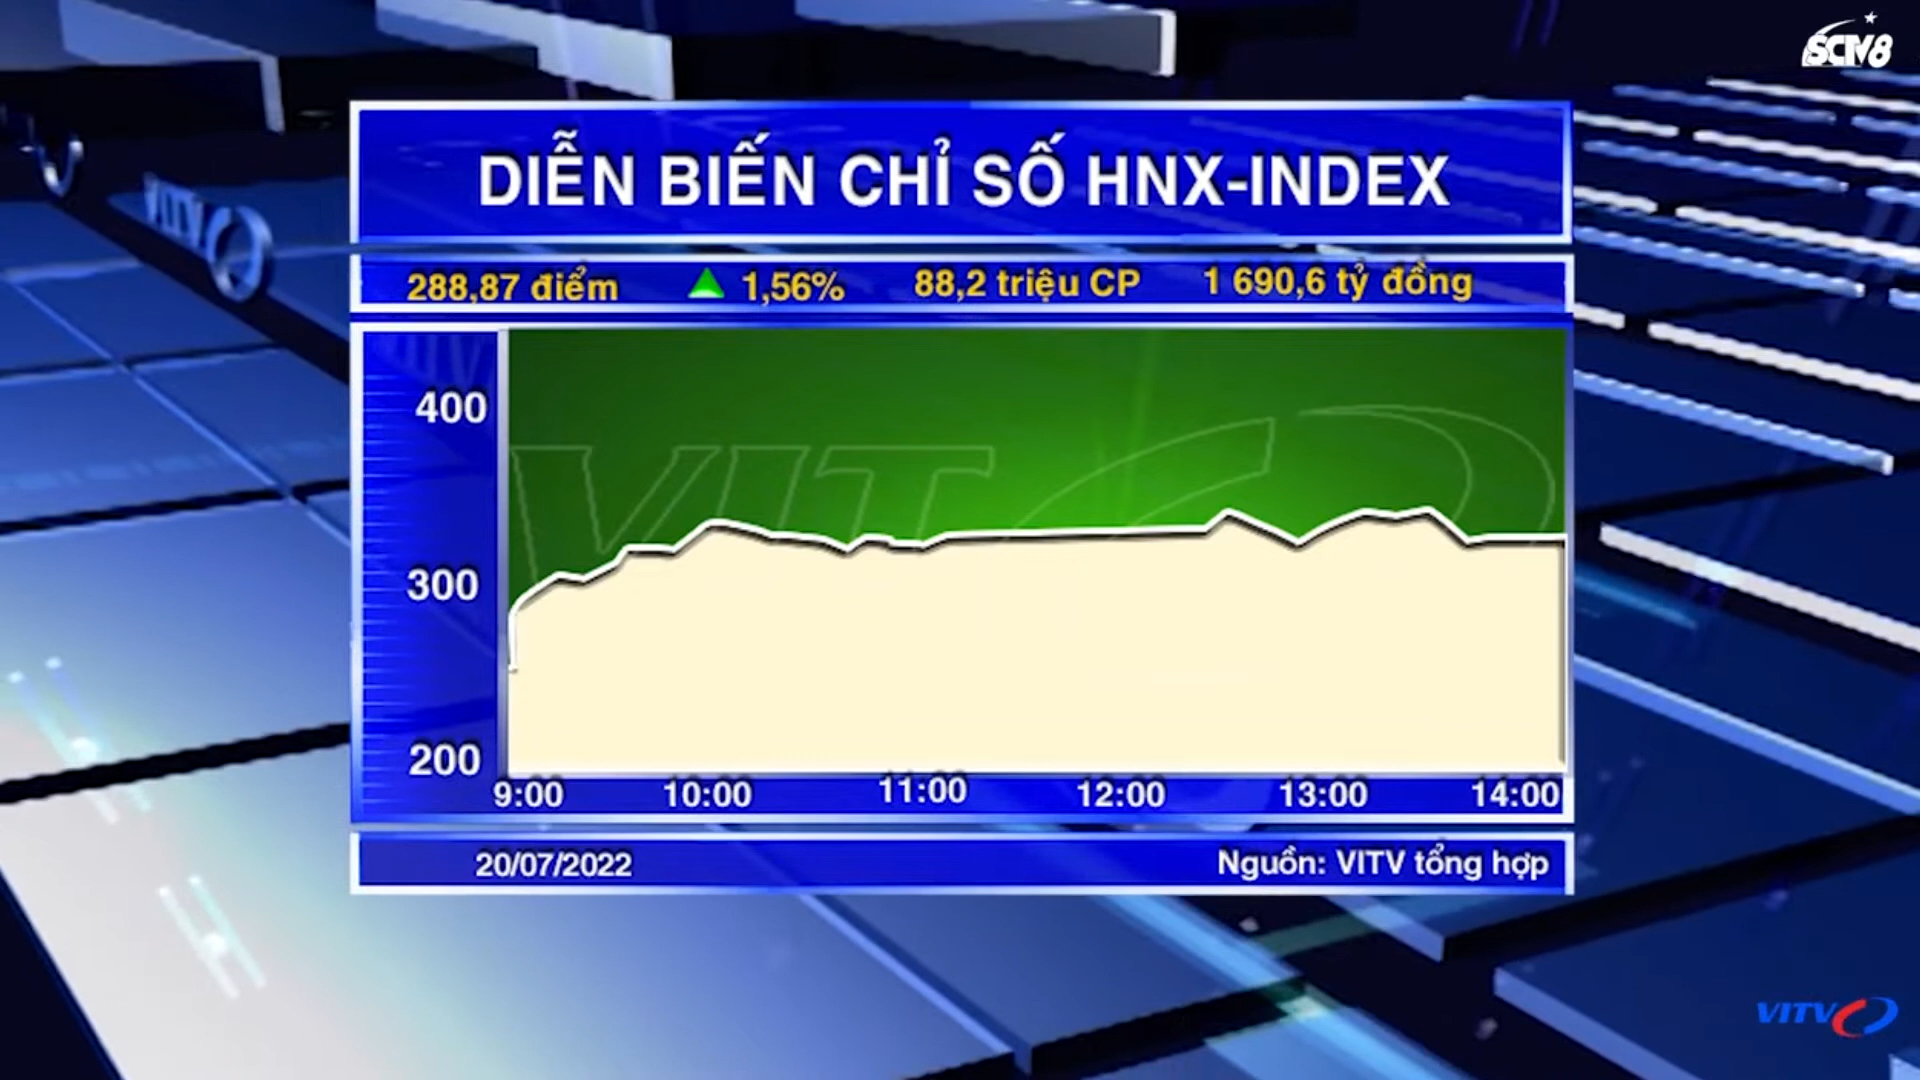 SCTV8
DIỄN BIẾN CHỈ SỐ HNX-INDEX
288,87 điểm 1,56% 88,2 triệu CP 1 690,6 tỷ đồng
400
300
200
VIT
9:00 10:00 11:00 12:00 13:00 14:00
20/07/2022 Nguồn: VITV tổng hợp
VITV
VITV